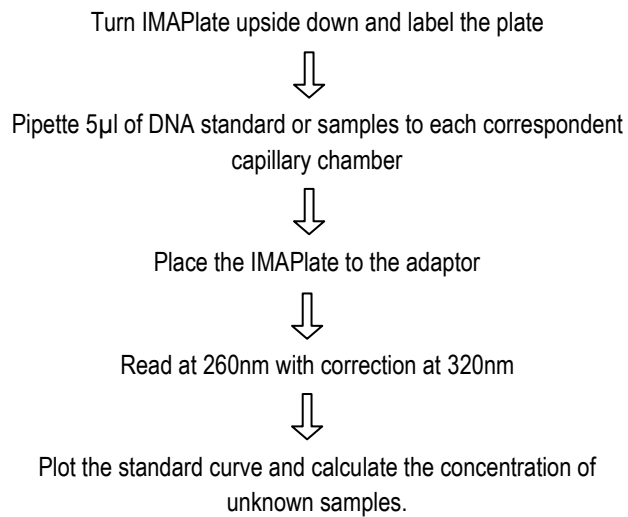 Turn IMAPlate upside down and label the plate
Pipette 5µl of DNA standard or samples to each correspondent
capillary chamber
Place the IMAPlate to the adaptor
Read at 260nm with correction at 320nm
Plot the standard curve and calculate the concentration of
unknown samples.